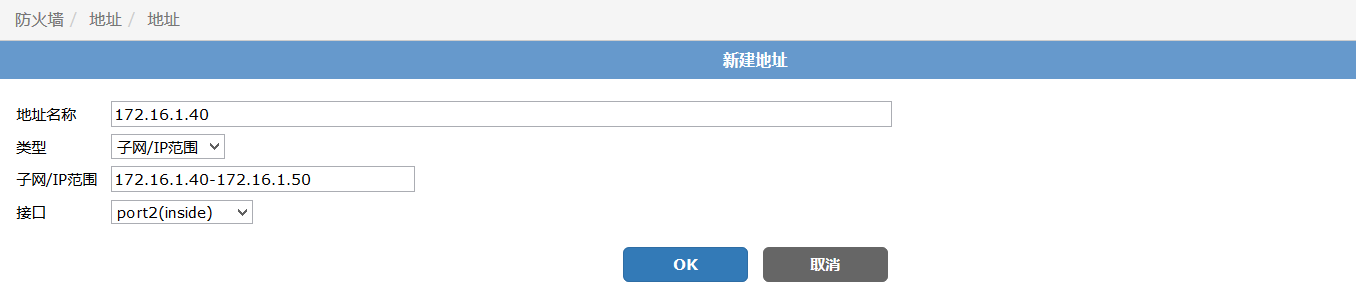 防火墙 / 地址 / 地址
新建地址
地址名称 172.16.1.40
类型 子网/IP范围
子网/IP范围 172.16.1.40-172.16.1.50
接口 port2(inside)
OK 取消